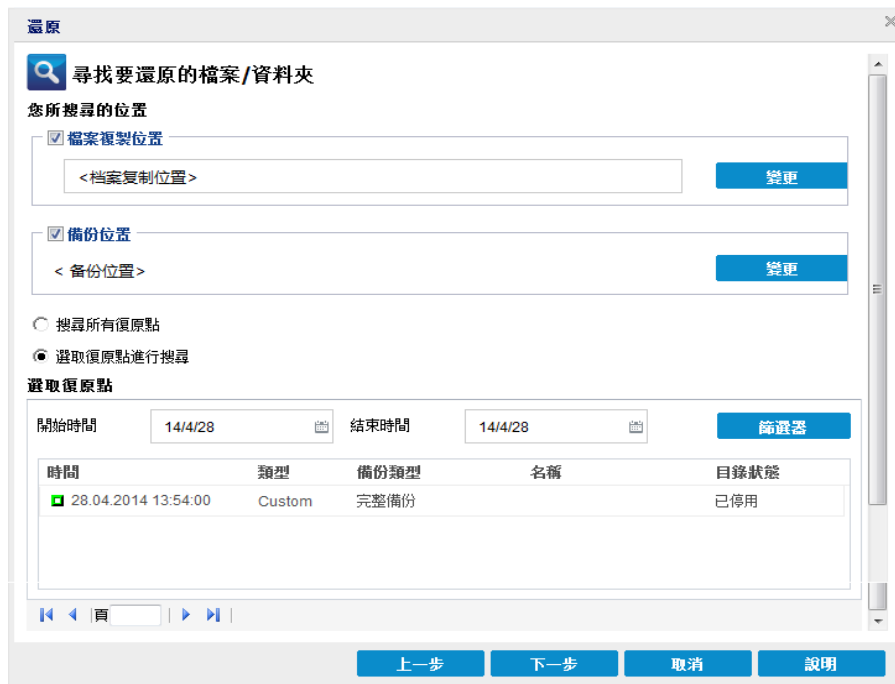 還原
尋找要還原的檔案/資料夾
您所搜尋的位置
檔案複製位置
<档案复制位置>
變更
備份位置
< 备份位置>
變更
搜尋所有復原點
選取復原點進行搜尋
選取復原點
開始時間 14/4/28 結束時間 14/4/28 篩選器
時間 類型 備份類型 名稱 目錄狀態
28.04.2014 13:54:00 Custom 完整備份 已停用
頁
上一步 下一步 取消 說明